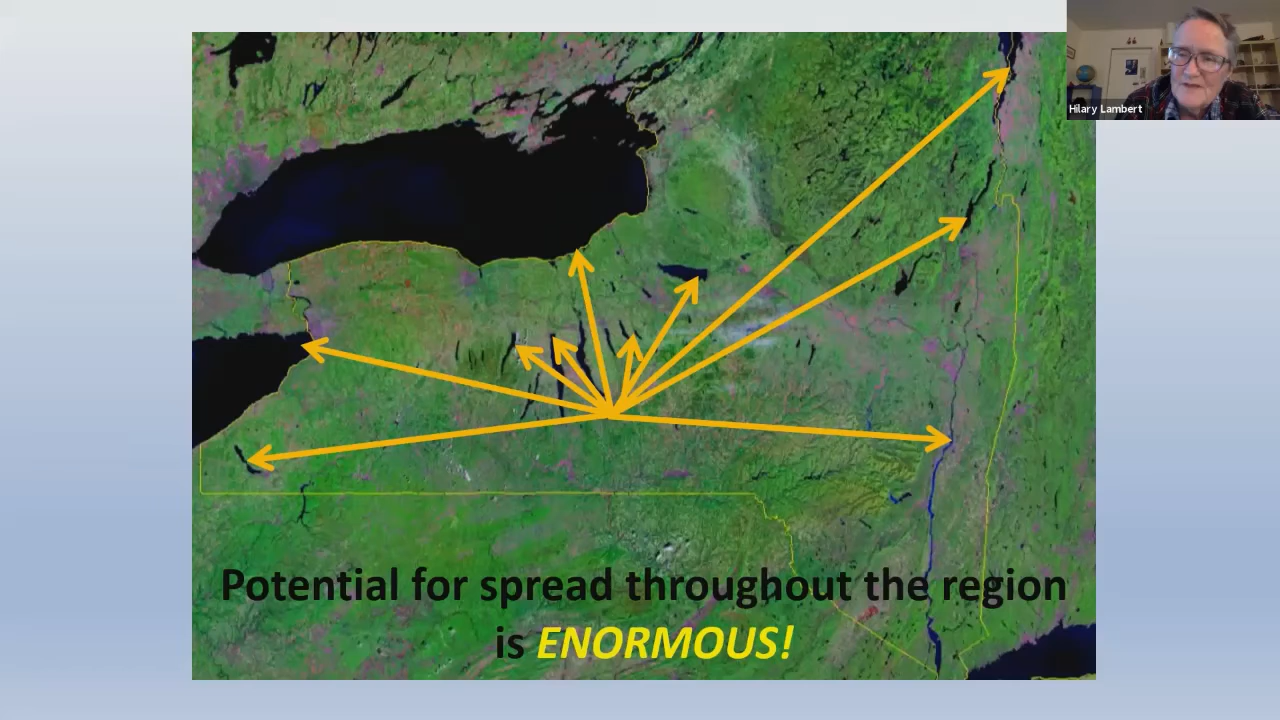 Hilary Lambert
Potential for spread throughout the region
is ENORMOUS!